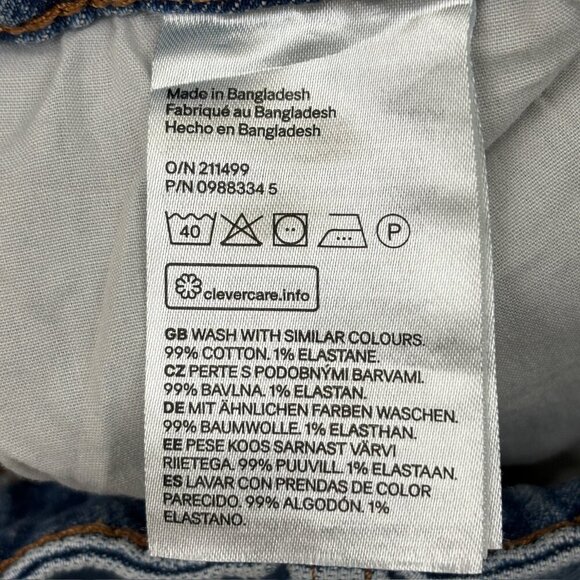 Made in Bangladesh
Fabriqué au Bangladesh
Hecho en Bangladesh
O/N 211499
P/N 0988334 5
40 P
clevercare.info
GB WASH WITH SIMILAR COLOURS.
99% COTTON. 1% ELASTANE.
CZ PERTE S PODOBNÝMI BARVAMI.
99% BAVLNA. 1% ELASTAN.
DE MIT ÄHNLICHEN FARBEN WASCHEN.
99% BAUMWOLLE. 1% ELASTHAN.
EE PESE KOOS SARNAST VÄRVI
RIIETEGA. 99% PUUVILL. 1% ELASTAAN.
ES LAVAR CON PRENDAS DE COLOR
PARECIDO. 99% ALGODÓN. 1%
ELASTANO.